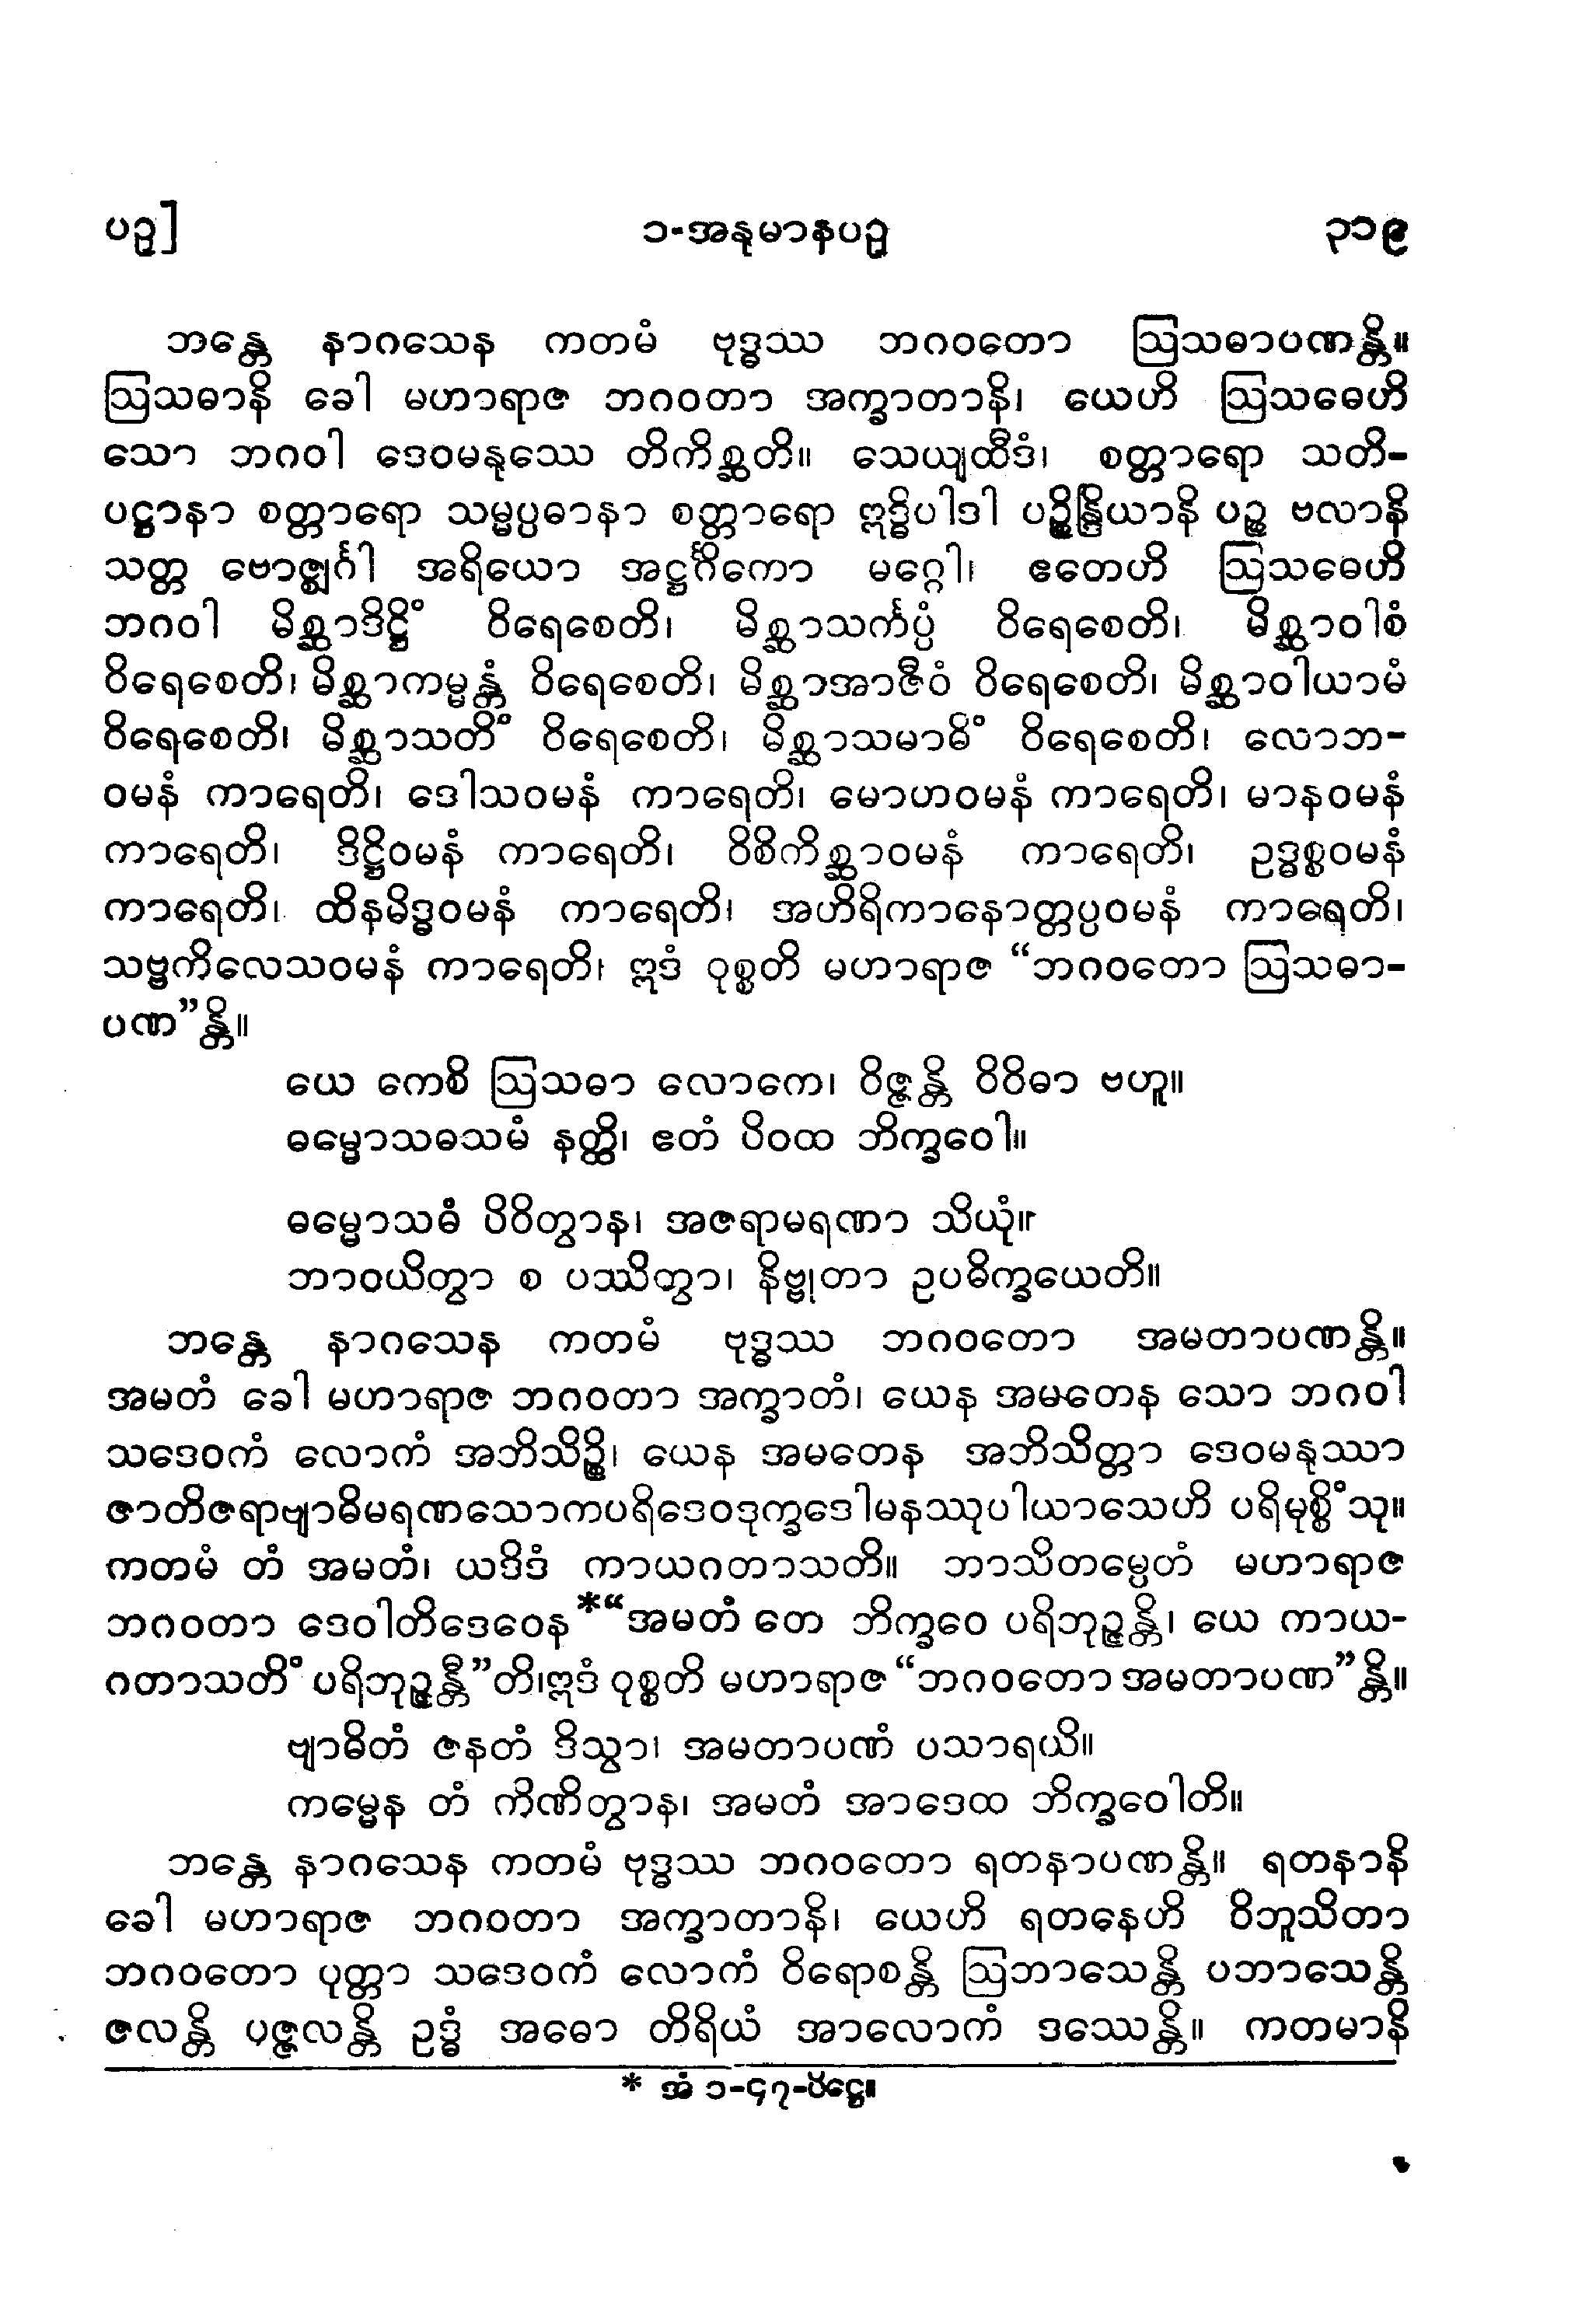 ပဉှ]
၁-အနုမာနပဉှ
၃၁၉
ဘန္တေ နာဂသေန ကတမံ ဗုဒ္ဓဿ ဘဂဝတော ဩသဓာပဏန္တိ။
ဩသဓာနိ ခေါ မဟာရာဇ ဘဂဝတာ အက္ခာတာနိ၊ ယေဟိ ဩသဓေဟိ
သော ဘဂဝါ ဒေဝမနုဿေ တိကိစ္ဆတိ။ သေယျထိဒံ၊ စတ္တာရော သတိ-
ပဋ္ဌာနာ စတ္တာရော သမ္မပ္ပဓာနာ စတ္တာရော ဣဒ္ဓိပါဒါ ပဉ္စိန္ဒြိယာနိ ပဉ္စ ဗလာနိ
သတ္တ ဗောဇ္ဈင်္ဂါ အရိယော အဋ္ဌင်္ဂိကော မဂ္ဂေါ၊ ဧတေဟိ ဩသဓေဟိ
ဘဂဝါ မိစ္ဆာဒိဋ္ဌိံ ဝိရေစေတိ၊ မိစ္ဆာသင်္ကပ္ပံ ဝိရေစေတိ၊ မိစ္ဆာဝါစံ
ဝိရေစေတိ၊ မိစ္ဆာကမ္မန္တံ ဝိရေစေတိ၊ မိစ္ဆာအာဇီဝံ ဝိရေစေတိ၊ မိစ္ဆာဝါယာမံ
ဝိရေစေတိ၊ မိစ္ဆာသတိံ ဝိရေစေတိ၊ မိစ္ဆာသမာဓိံ ဝိရေစေတိ၊ လောဘ-
ဝမနံ ကာရေတိ၊ ဒေါသဝမနံ ကာရေတိ၊ မောဟဝမနံ ကာရေတိ၊ မာနဝမနံ
ကာရေတိ၊ ဒိဋ္ဌိဝမနံ ကာရေတိ၊ ဝိစိကိစ္ဆာဝမနံ ကာရေတိ၊ ဥဒ္ဓစ္စဝမနံ
ကာရေတိ၊ ထိနမိဒ္ဓဝမနံ ကာရေတိ၊ အဟိရိကာနောတ္တပ္ပဝမနံ ကာရေတိ၊
သဗ္ဗကိလေသဝမနံ ကာရေတိ၊ ဣဒံ ဝုစ္စတိ မဟာရာဇ “ဘဂဝတော ဩသဓာ-
ပဏ”န္တိ။
ယေ ကေစိ ဩသဓာ လောကေ၊ ဝိဇ္ဇန္တိ ဝိဝိဓာ ဗဟူ။
ဓမ္မောသဓသမံ နတ္ထိ၊ ဧတံ ပိဝထ ဘိက္ခဝေါ။
ဓမ္မောသဓံ ပိဝိတွာန၊ အဇရာမရဏာ သိယုံ။
ဘာဝယိတွာ စ ပဿိတွာ၊ နိဗ္ဗုတာ ဥပဓိက္ခယေတိ။
ဘန္တေ နာဂသေန ကတမံ ဗုဒ္ဓဿ ဘဂဝတော အမတာပဏန္တိ။
အမတံ ခေါ မဟာရာဇ ဘဂဝတာ အက္ခာတံ၊ ယေန အမတေန သော ဘဂဝါ
သဒေဝကံ လောကံ အဘိသိဉ္စိ၊ ယေန အမတေန အဘိသိတ္တာ ဒေဝမနုဿာ
ဇာတိဇရာဗျာဓိမရဏသောကပရိဒေဝဒုက္ခဒေါမနဿုပါယာသေဟိ ပရိမုစ္စိံသု။
ကတမံ တံ အမတံ၊ ယဒိဒံ ကာယဂတာသတိ။ ဘာသိတမ္ပေတံ မဟာရာဇ
ဘဂဝတာ ဒေဝါတိဒေဝေန*“အမတံ တေ ဘိက္ခဝေ ပရိဘုဉ္ဇန္တိ၊ ယေ ကာယ-
ဂတာသတိံ ပရိဘုဉ္ဇန္တီ”တိ၊ဣဒံ ဝုစ္စတိ မဟာရာဇ “ဘဂဝတော အမတာပဏ”န္တိ။
ဗျာဓိတံ ဇနတံ ဒိသွာ၊ အမတာပဏံ ပသာရယိ။
ကမ္မေန တံ ကိဏိတွာန၊ အမတံ အာဒေထ ဘိက္ခဝေါတိ။
ဘန္တေ နာဂသေန ကတမံ ဗုဒ္ဓဿ ဘဂဝတော ရတနာပဏန္တိ။ ရတနာနိ
ခေါ မဟာရာဇ ဘဂဝတာ အက္ခာတာနိ၊ ယေဟိ ရတနေဟိ ဝိဘူသိတာ
ဘဂဝတော ပုတ္တာ သဒေဝကံ လောကံ ဝိရောစန္တိ ဩဘာသေန္တိ ပဘာသေန္တိ
ဇလန္တိ ပဇ္ဇလန္တိ ဥဒ္ဓံ အဓော တိရိယံ အာလောကံ ဒဿေန္တိ။ ကတမာနိ
* အံ ၁-၄၇-ပိဋ္ဌေ။